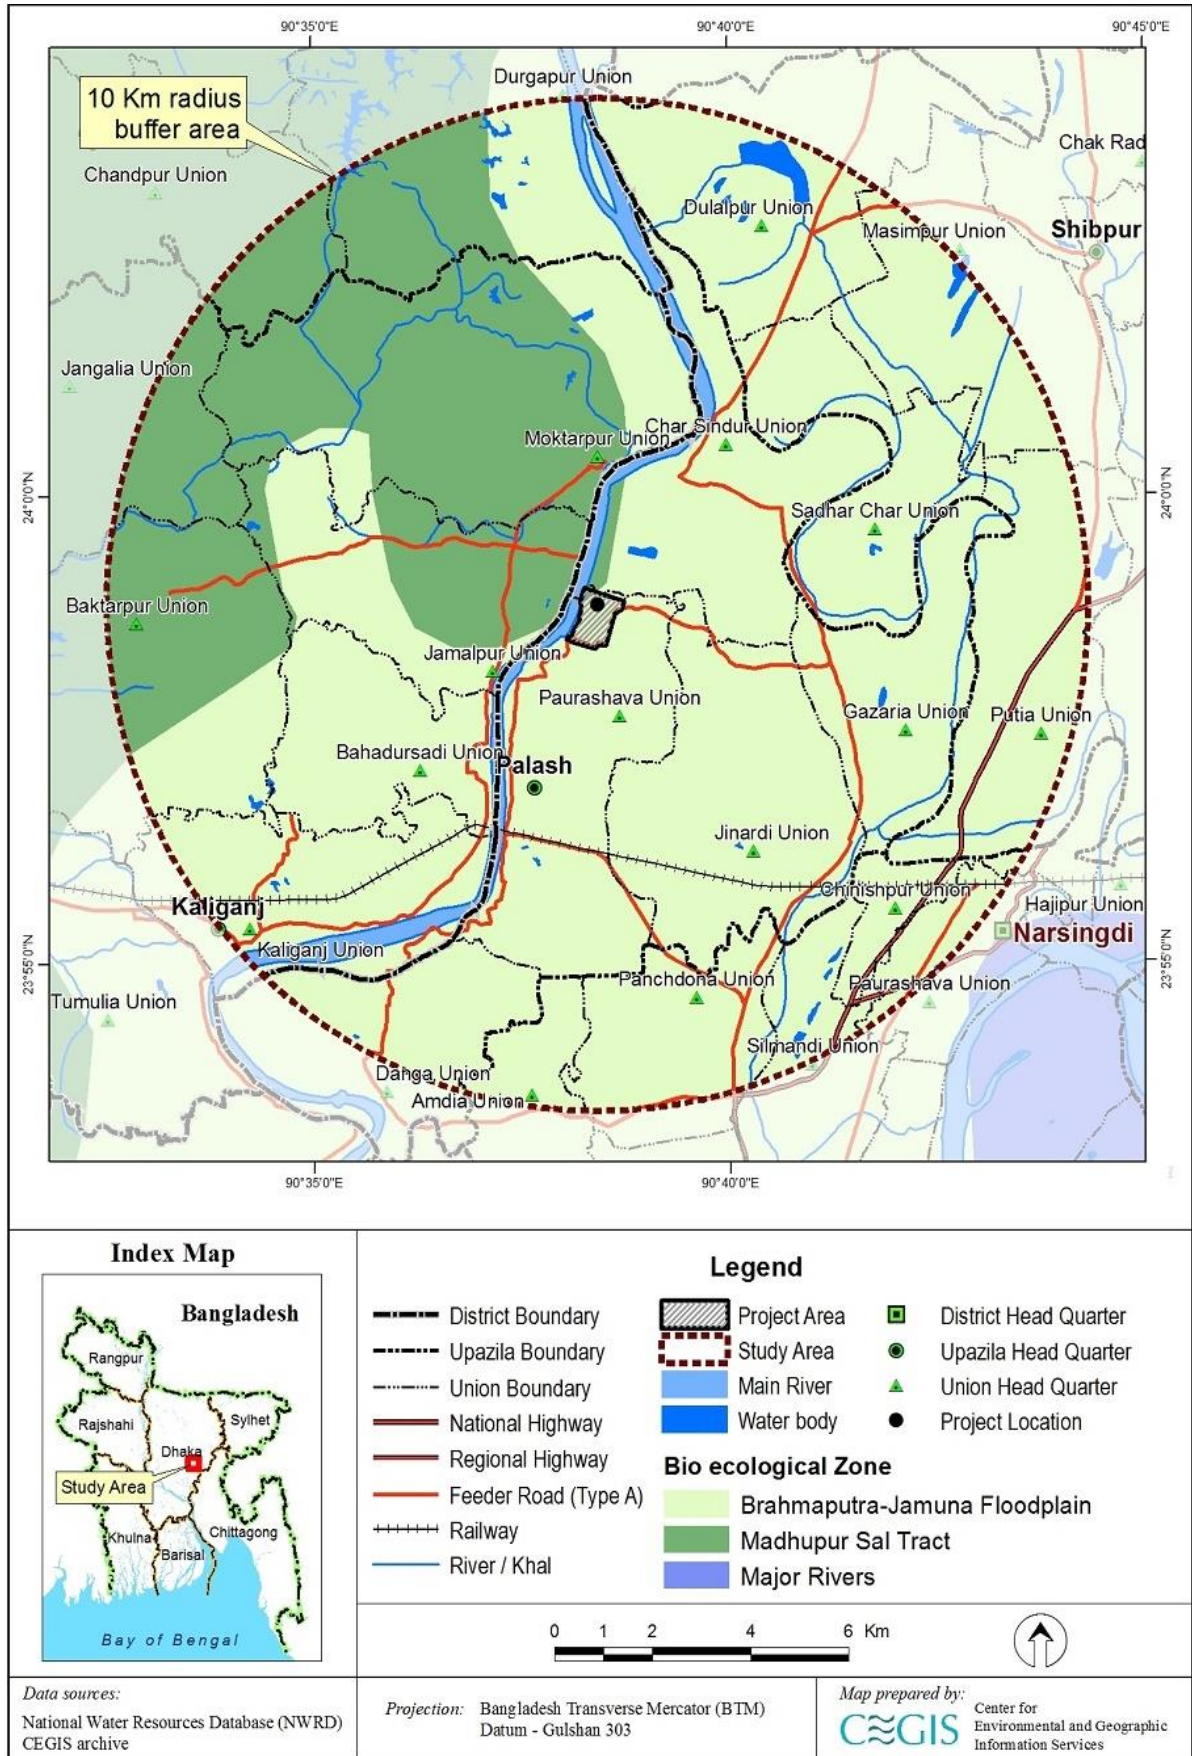 90°35'0"E
90°40'0"E
90°45'0"E
Durgapur Union
10 Km radius
buffer area
Chak Rad
Chandpur Union
Dulalpur Union
Masimpur Union
Shibpur
Jangalia Union
Char Sindur Union
Moktarpur Union
24°0'0"N
24°0'0"N
Sadhar Char Union
Baktarpur Union
Jamalpur Union
Paurashava Union
Gazaria Union
Putia Union
Bahadursadi Union
Palash
Jinardi Union
Chinishpur Union
Kaliganj
Hajipur Union
Narsingdi
Kaliganj Union
23°55'0"N
23°55'0"N
Panchdona Union
Paurashava Union
Tumulia Union
Silmandi Union
Danga Union
Amdia Union
90°35'0"E
90°40'0"E
Index Map
Bangladesh
Rangpur
Rajshahi
Sylhet
Dhaka
Study Area
Khulna
Chittagong
Barisal
Bay of Bengal
Legend
District Boundary
Upazila Boundary
Union Boundary
National Highway
Regional Highway
Feeder Road (Type A)
Railway
River / Khal
Project Area
Study Area
Main River
Water body
District Head Quarter
Upazila Head Quarter
Union Head Quarter
Project Location
Bio ecological Zone
Brahmaputra-Jamuna Floodplain
Madhupur Sal Tract
Major Rivers
0 1 2 4 6 Km
Data sources:
National Water Resources Database (NWRD)
CEGIS archive
Projection: Bangladesh Transverse Mercator (BTM)
Datum - Gulshan 303
Map prepared by:
CEGIS
Center for
Environmental and Geographic
Information Services